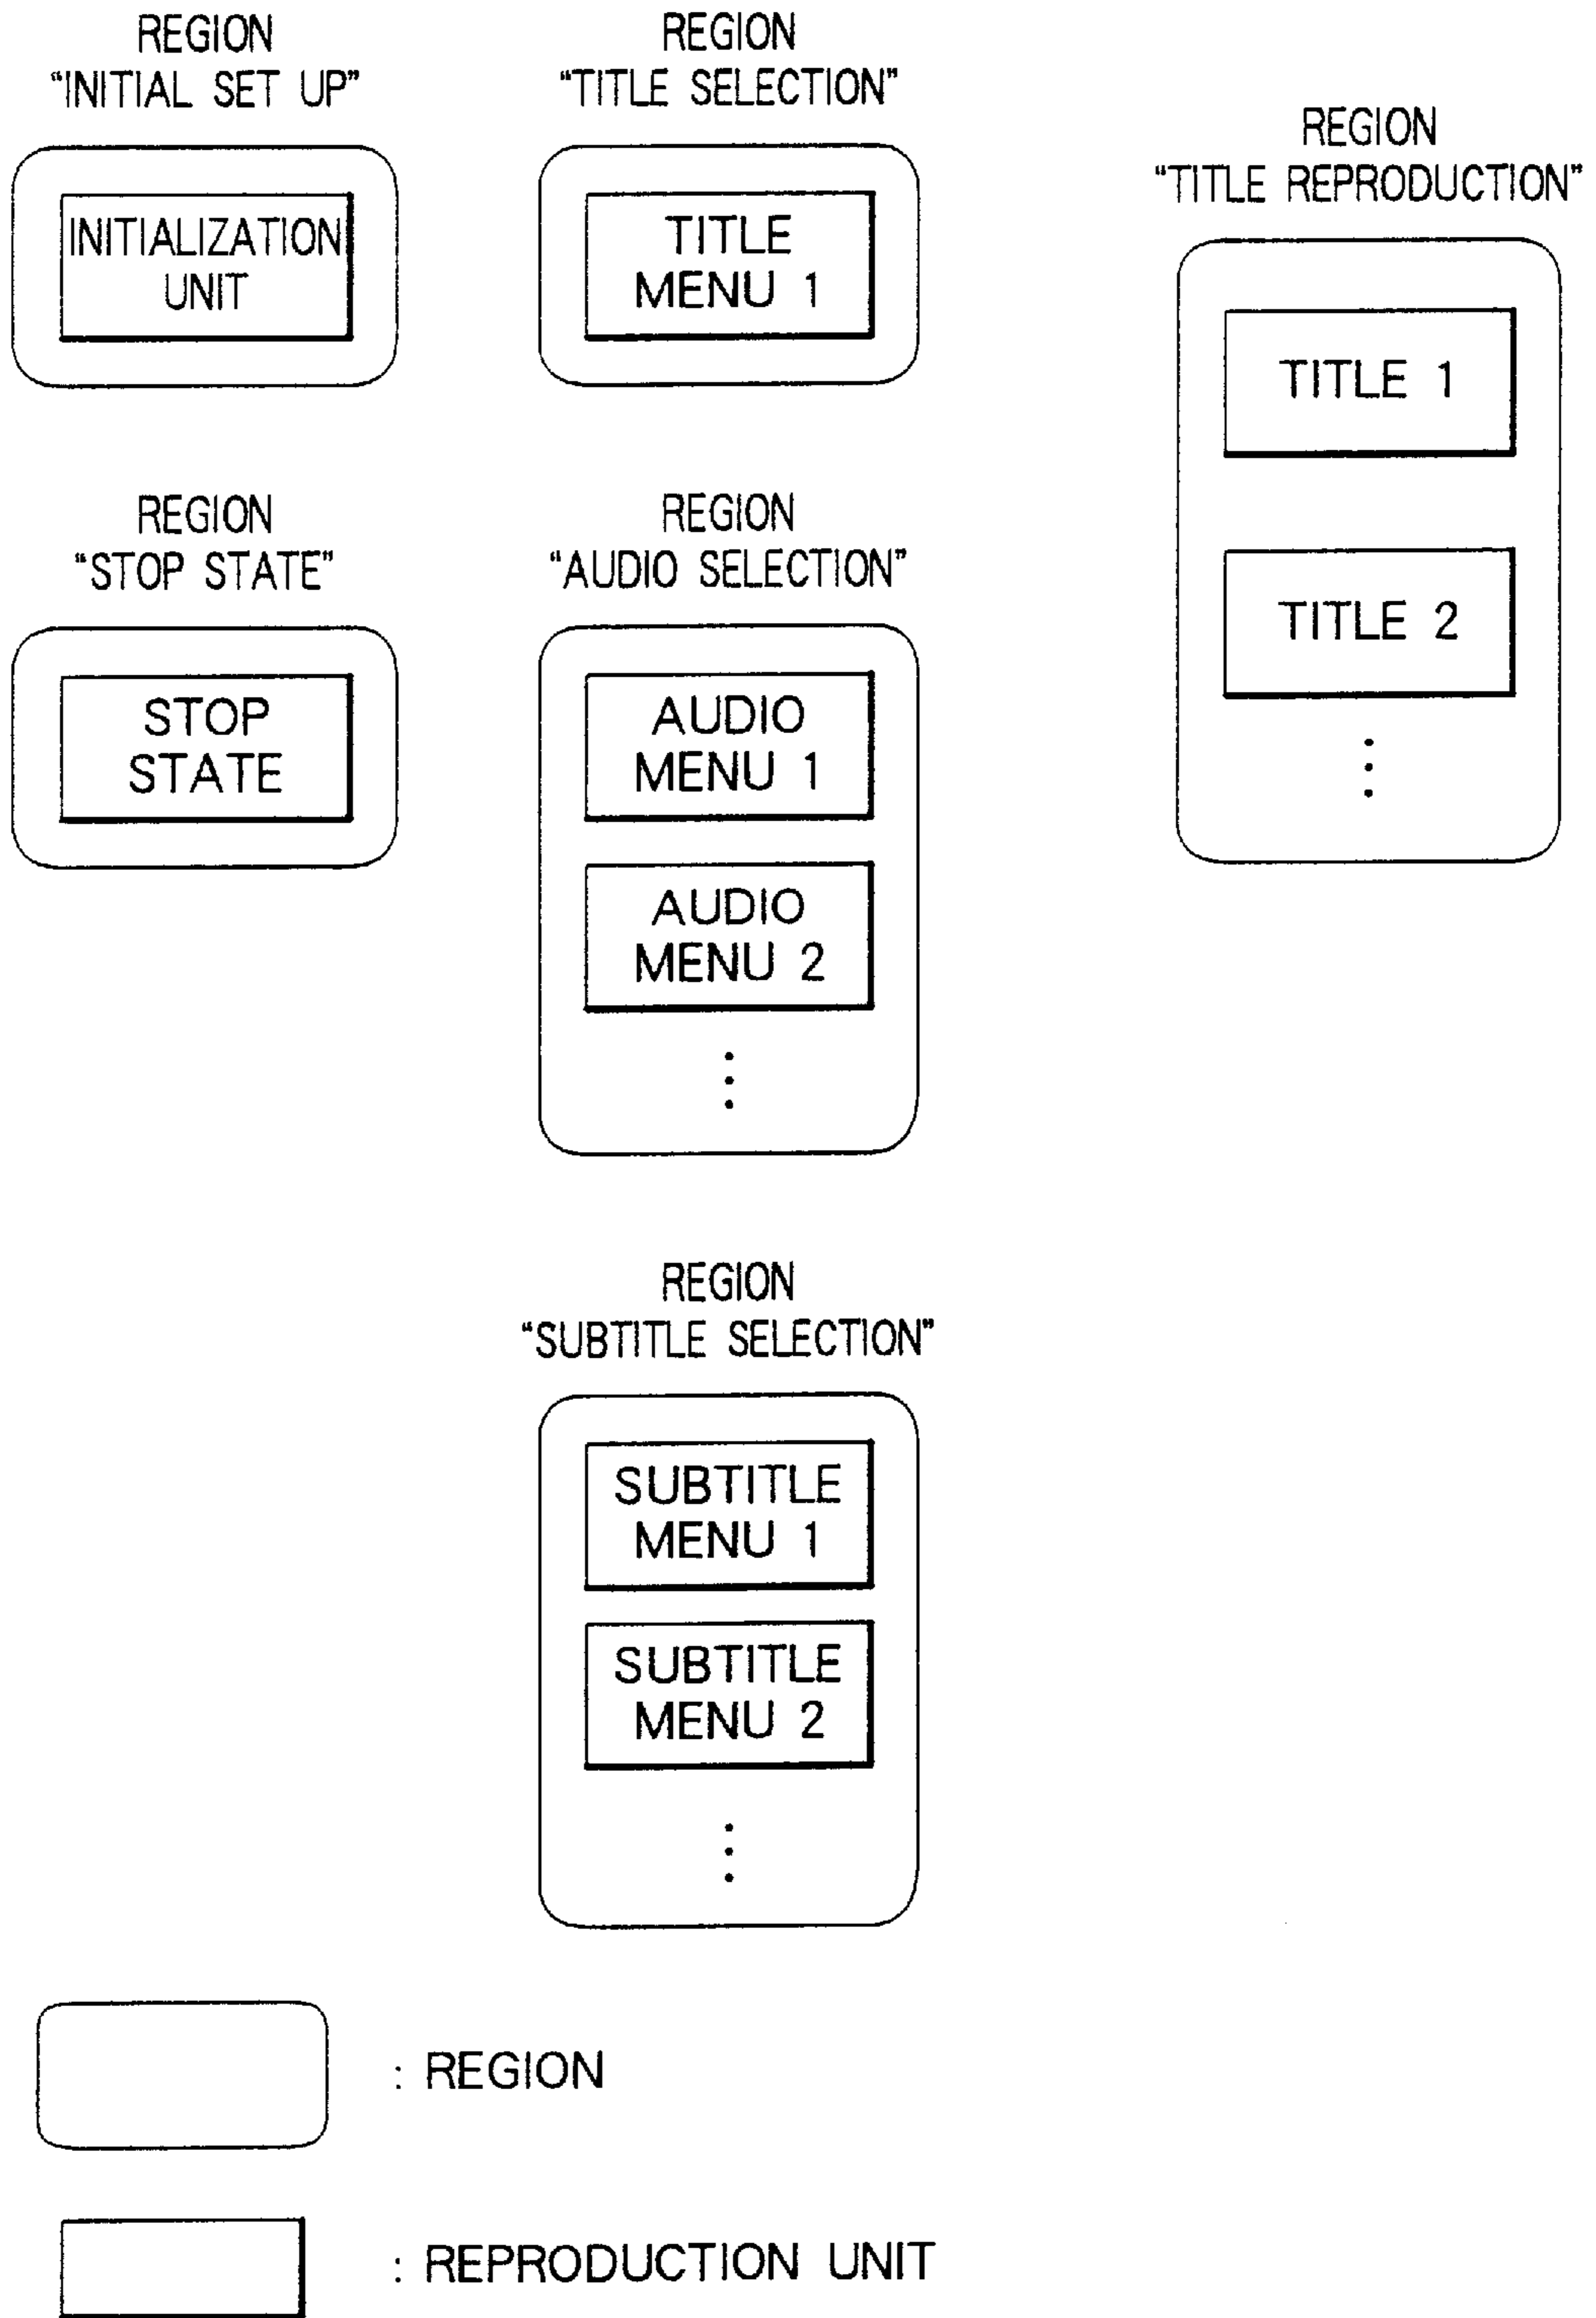 REGION
“INITIAL SET UP”
INITIALIZATION
UNIT
REGION
“TITLE SELECTION”
TITLE
MENU 1
REGION
“TITLE REPRODUCTION”
TITLE 1
TITLE 2
REGION
“STOP STATE”
STOP
STATE
REGION
“AUDIO SELECTION”
AUDIO
MENU 1
AUDIO
MENU 2
REGION
“SUBTITLE SELECTION”
SUBTITLE
MENU 1
SUBTITLE
MENU 2
: REGION
: REPRODUCTION UNIT